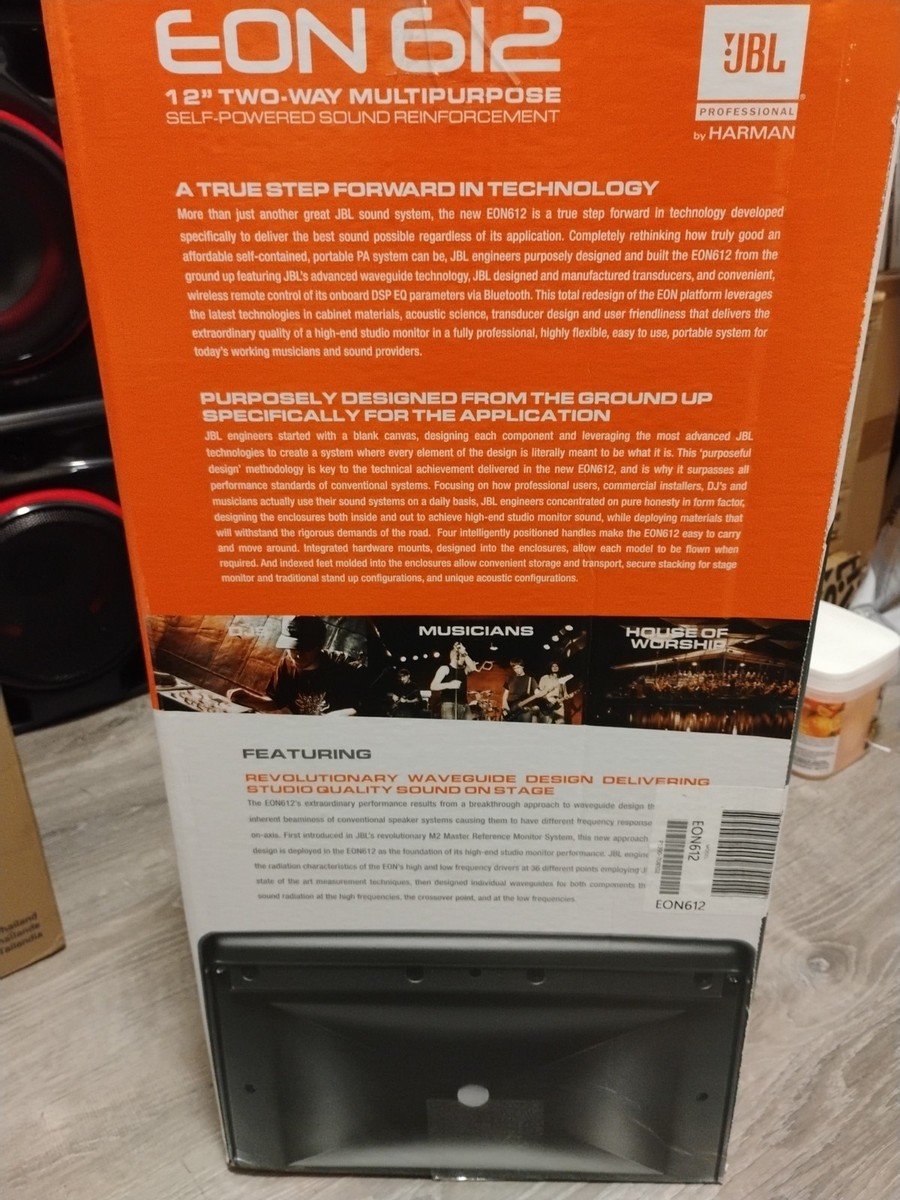 EON 612
12" TWO-WAY MULTIPURPOSE
SELF-POWERED SOUND REINFORCEMENT
JBL
PROFESSIONAL
by HARMAN
A TRUE STEP FORWARD IN TECHNOLOGY
More than just another great JBL sound system, the new EON612 is a true step forward in technology developed
specifically to deliver the best sound possible regardless of its application. Completely rethinking how truly good an
affordable self-contained, portable PA system can be, JBL engineers purposely designed and built the EON612 from the
ground up featuring JBL's advanced waveguide technology, JBL designed and manufactured transducers, and convenient,
wireless remote control of its onboard DSP EQ parameters via Bluetooth. This total redesign of the EON platform leverages
the latest technologies in cabinet materials, acoustic science, transducer design and user friendliness that delivers the
extraordinary quality of a high-end studio monitor in a fully professional, highly flexible, easy to use, portable system for
today's working musicians and sound providers.
PURPOSELY DESIGNED FROM THE GROUND UP
SPECIFICALLY FOR THE APPLICATION
JBL engineers started with a blank canvas, designing each component and leveraging the most advanced JBL
technologies to create a system where every element of the design is literally meant to be what it is. This 'purposeful
design' methodology is key to the technical achievement delivered in the new EON612, and is why it surpasses all
performance standards of conventional systems. Focusing on how professional users, commercial installers, DJ's and
musicians actually use their sound systems on a daily basis, JBL engineers concentrated on pure honesty in form factor,
designing the enclosures both inside and out to achieve high-end studio monitor sound, while deploying materials that
will withstand the rigorous demands of the road. Four intelligently positioned handles make the EON612 easy to carry
and move around. Integrated hardware mounts, designed into the enclosures, allow each model to be flown when
required. And indexed feet molded into the enclosures allow convenient storage and transport, secure stacking for stage
monitor and traditional stand up configurations, and unique acoustic configurations.
DJS
MUSICIANS
HOUSE OF
WORSHIP
FEATURING
REVOLUTIONARY WAVEGUIDE DESIGN DELIVERING
STUDIO QUALITY SOUND ON STAGE
The EON612's extraordinary performance results from a breakthrough approach to waveguide design th
inherent beaminess of conventional speaker systems causing them to have different frequency response
on-axis. First introduced in JBL's revolutionary M2 Master Reference Monitor System, this new approach
design is deployed in the EON612 as the foundation of its high-end studio monitor performance. JBL engine
the radiation characteristics of the EON's high and low frequency drivers at 36 different points employing
state of the art measurement techniques, then designed individual waveguides for both components th
sound radiation at the high frequencies, the crossover point, and at the low frequencies.
EON612
EON612
Thailand
Thaïlande
Tailandia